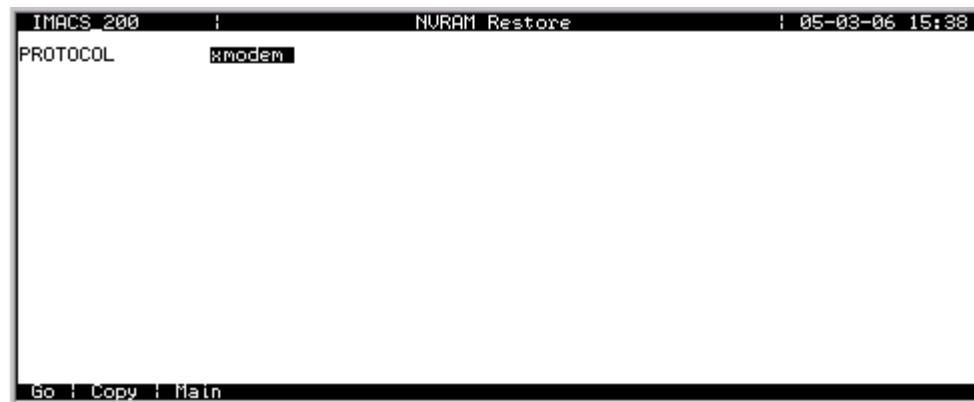 IMACS_200 ¦ NVRAM Restore ¦ 05-03-06 15:38
PROTOCOL xmodem
Go ¦ Copy ¦ Main